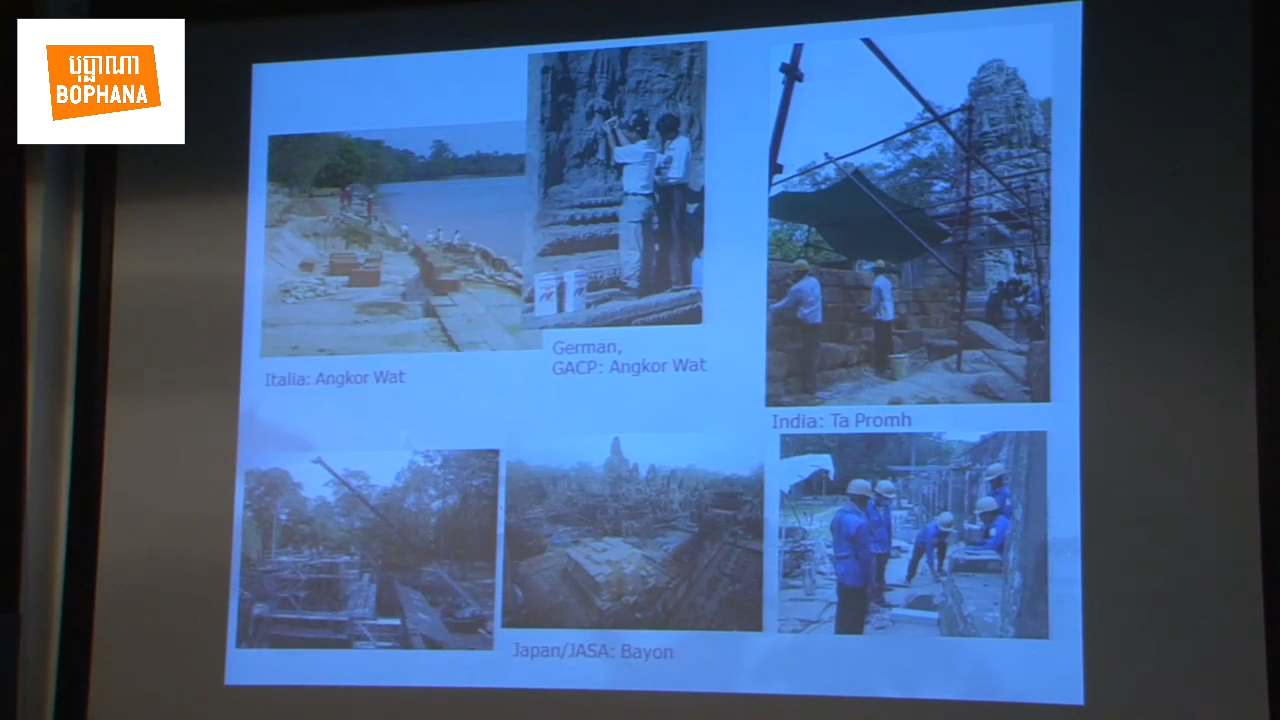 បុប្ផាណា
BOPHANA
Italia: Angkor Wat
German,
GACP: Angkor Wat
India: Ta Promh
Japan/JASA: Bayon